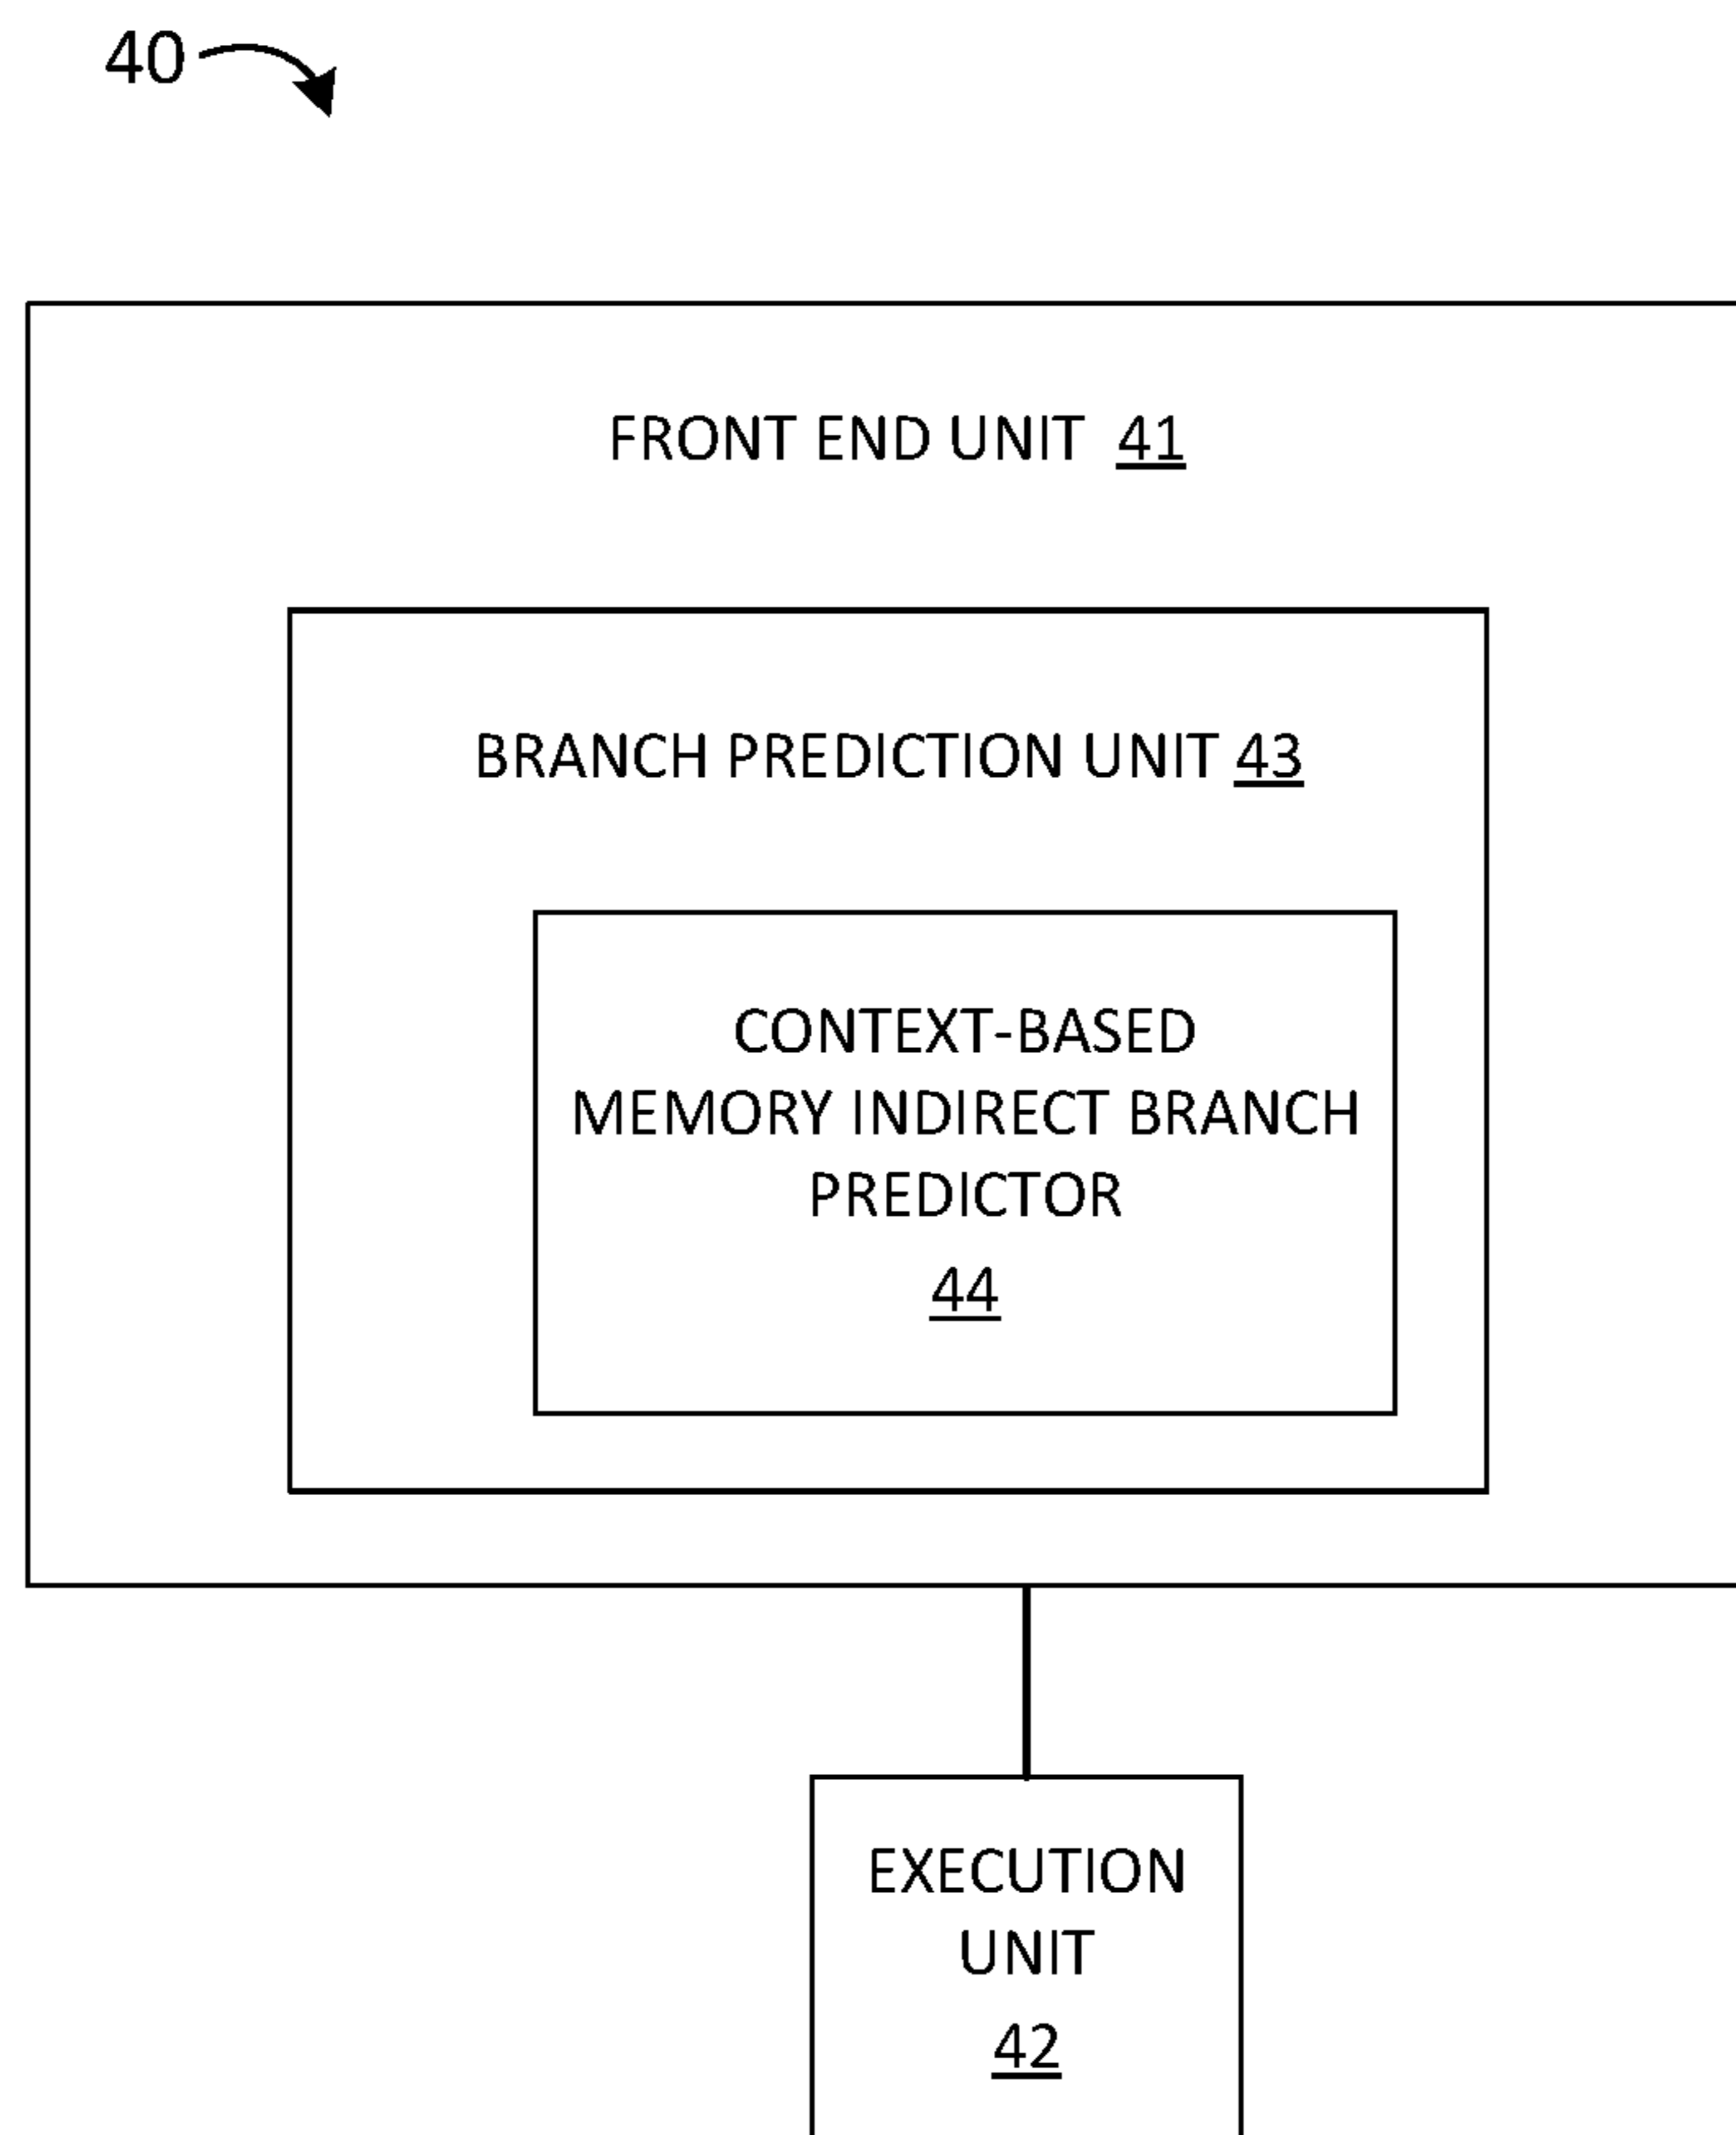 40
FRONT END UNIT 41
BRANCH PREDICTION UNIT 43
CONTEXT-BASED
MEMORY INDIRECT BRANCH
PREDICTOR
44
EXECUTION
UNIT
42